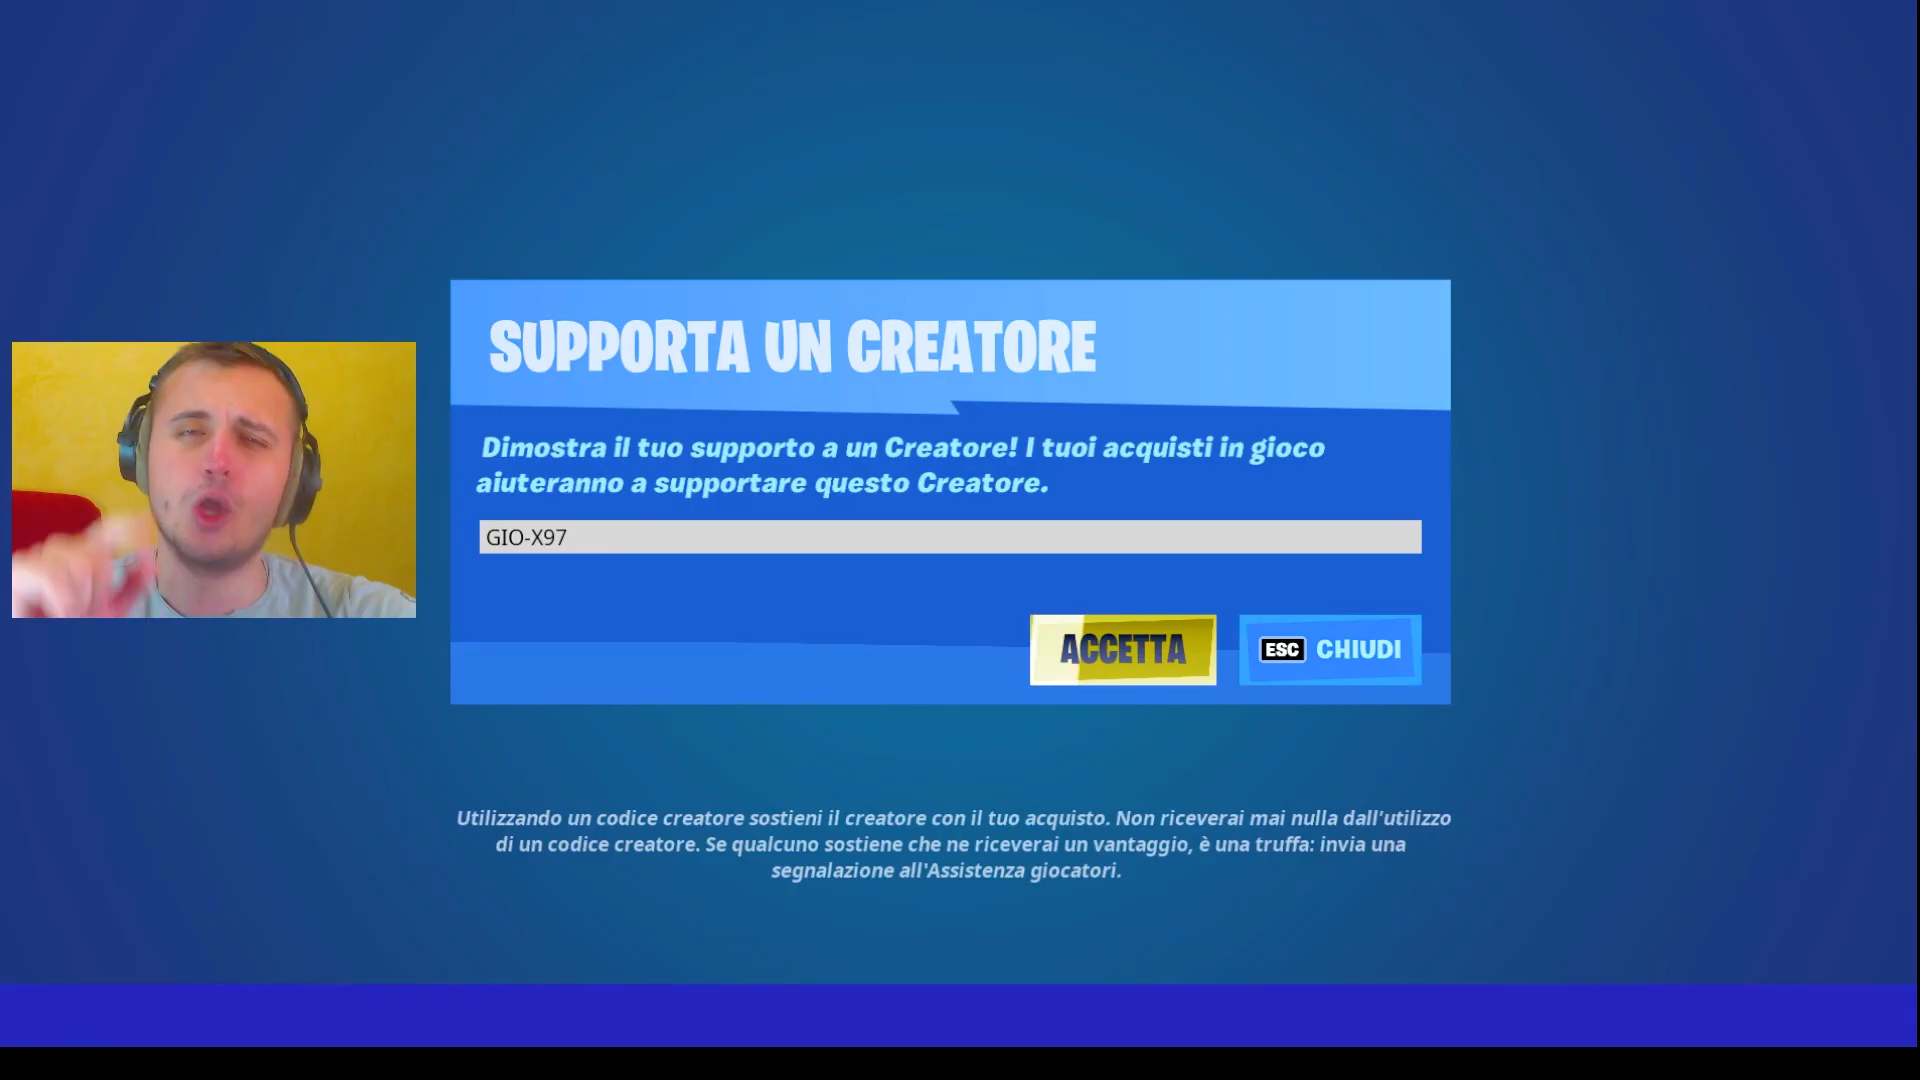 SUPPORTA UN CREATORE
Dimostra il tuo supporto a un Creatore! I tuoi acquisti in gioco
aiuteranno a supportare questo Creatore.
GIO-X97
ACCETTA
ESC CHIUDI
Utilizzando un codice creatore sostieni il creatore con il tuo acquisto. Non riceverai mai nulla dall'utilizzo
di un codice creatore. Se qualcuno sostiene che ne riceverai un vantaggio, è una truffa: invia una
segnalazione all'Assistenza giocatori.